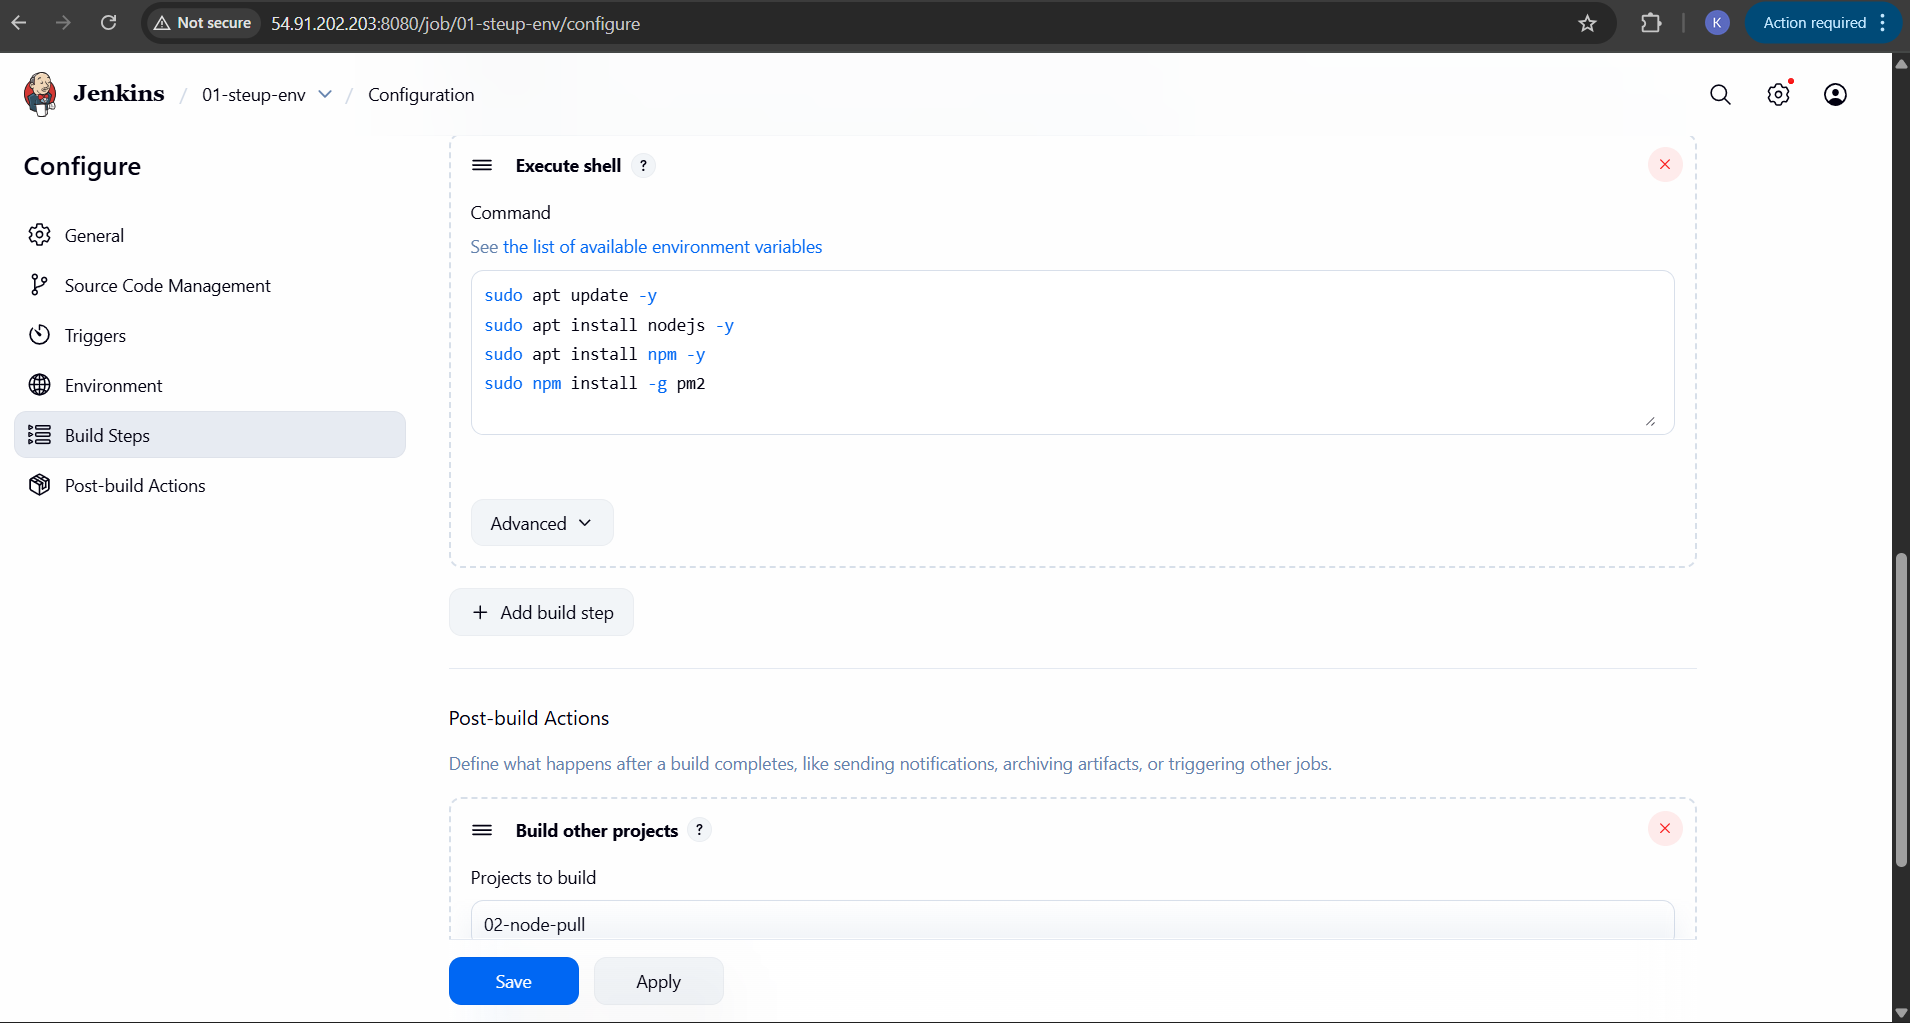 Not secure 54.91.202.203:8080/job/01-steup-env/configure K Action required
Jenkins / 01-steup-env / Configuration
Configure
General
Source Code Management
Triggers
Environment
Build Steps
Post-build Actions
Execute shell ?
Command
See the list of available environment variables
sudo apt update -y
sudo apt install nodejs -y
sudo apt install npm -y
sudo npm install -g pm2
Advanced
+ Add build step
Post-build Actions
Define what happens after a build completes, like sending notifications, archiving artifacts, or triggering other jobs.
Build other projects ?
Projects to build
02-node-pull
Save Apply